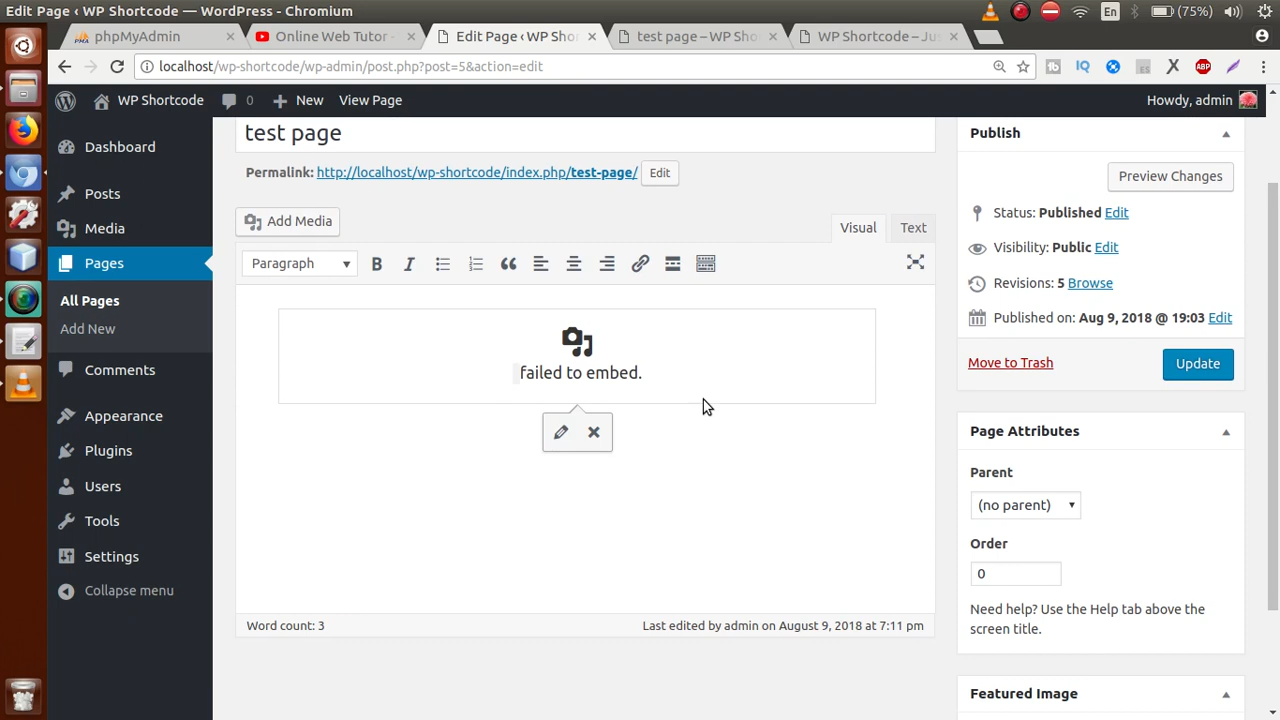 Edit Page ‹ WP Shortcode — WordPress - Chromium
En
(75%)
phpMyAdmin
Online Web Tutor -
Edit Page ‹ WP Shor
test page – WP Sho
WP Shortcode – Jus
localhost/wp-shortcode/wp-admin/post.php?post=5&action=edit
WP Shortcode
0
New
View Page
Howdy, admin
Dashboard
Posts
Media
Pages
All Pages
Add New
Comments
Appearance
Plugins
Users
Tools
Settings
Collapse menu
test page
Permalink: http://localhost/wp-shortcode/index.php/test-page/
Edit
Add Media
Visual
Text
Paragraph
failed to embed.
Word count: 3
Last edited by admin on August 9, 2018 at 7:11 pm
Publish
Preview Changes
Status: Published Edit
Visibility: Public Edit
Revisions: 5 Browse
Published on: Aug 9, 2018 @ 19:03 Edit
Move to Trash
Update
Page Attributes
Parent
(no parent)
Order
0
Need help? Use the Help tab above the
screen title.
Featured Image